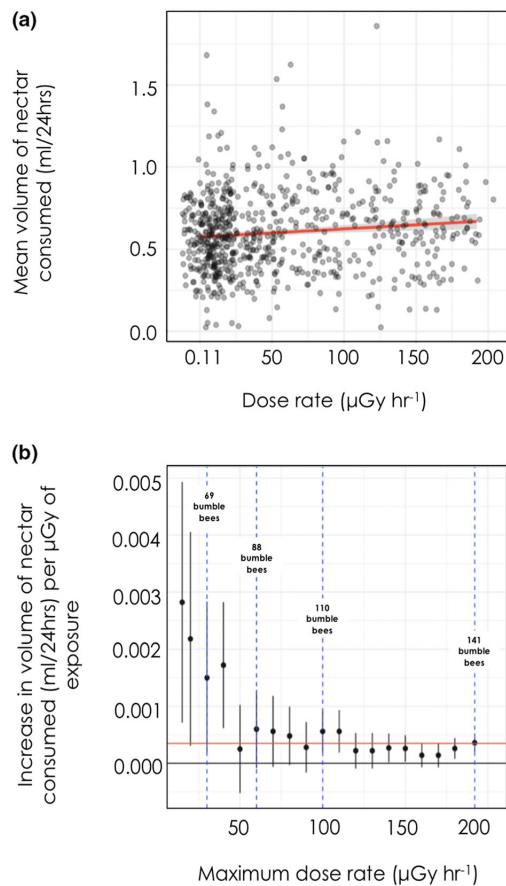 (a)
Mean volume of nectar
consumed (ml/24hrs)
1.5
1.0
0.5
0.0
0.11 50 100 150 200
Dose rate (µGy hr-1)
(b)
Increase in volume of nectar
consumed (ml/24hrs) per µGy of
exposure
0.005
0.004
0.003
0.002
0.001
0.000
69
bumble
bees
88
bumble
bees
110
bumble
bees
141
bumble
bees
50 100 150 200
Maximum dose rate (µGy hr-1)